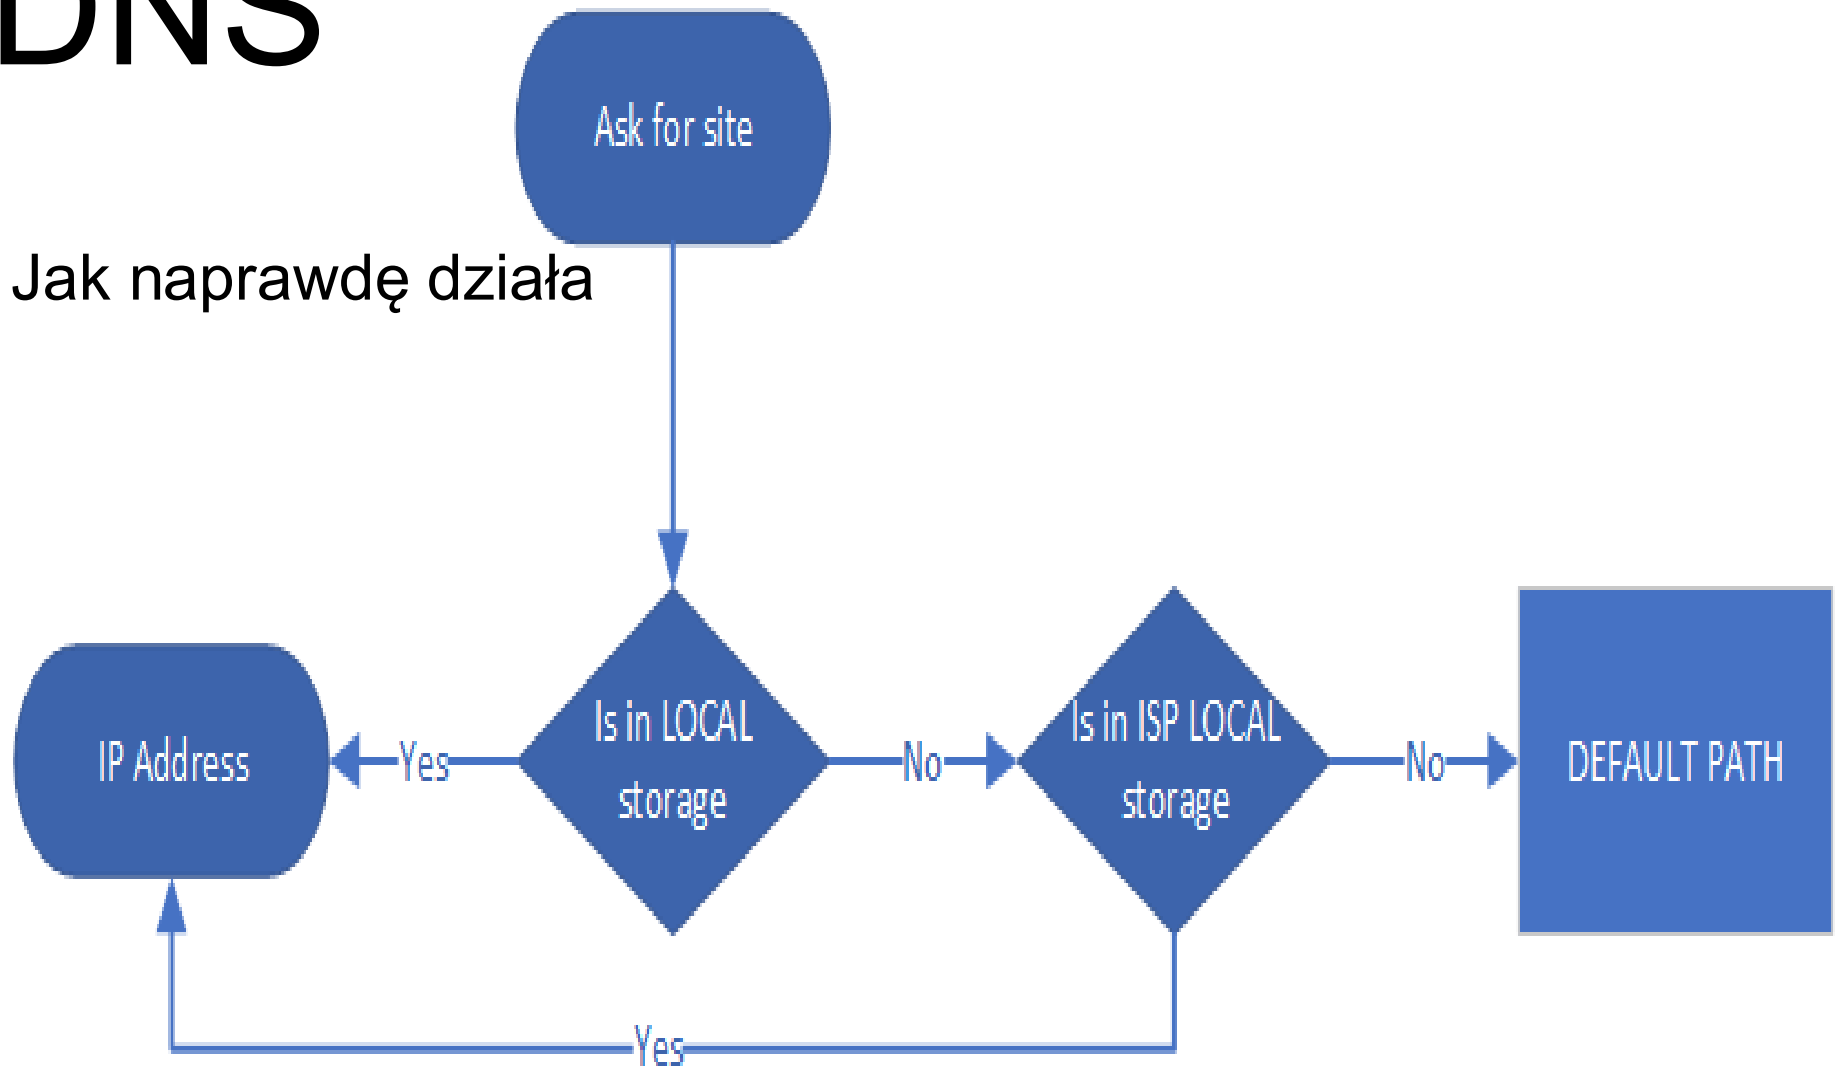 DNS
Ask for site
Jak naprawdę działa
IP Address
Yes
Is in LOCAL
storage
No
Is in ISP LOCAL
storage
No
DEFAULT PATH
Yes